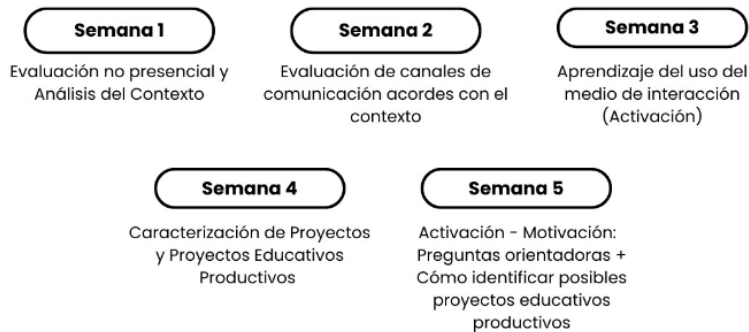 Semana 1
Evaluación no presencial y
Análisis del Contexto
Semana 2
Evaluación de canales de
comunicación acordes con el
contexto
Semana 3
Aprendizaje del uso del
medio de interacción
(Activación)
Semana 4
Caracterización de Proyectos
y Proyectos Educativos
Productivos
Semana 5
Activación - Motivación:
Preguntas orientadoras +
Cómo identificar posibles
proyectos educativos
productivos